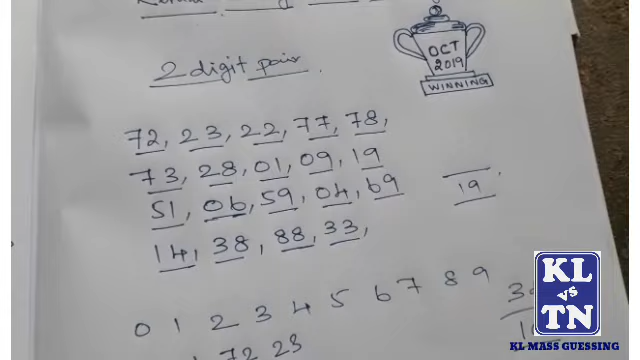 OCT
2019
WINNING
2 digit pair
72, 23, 22, 77, 78,
73, 28, 01, 09, 19
51, 06, 59, 04, 69
19
14, 38, 88, 33,
0 1 2 3 4 5 6 7 8 9
72 23
KL
VS
TN
KL MASS GUESSING